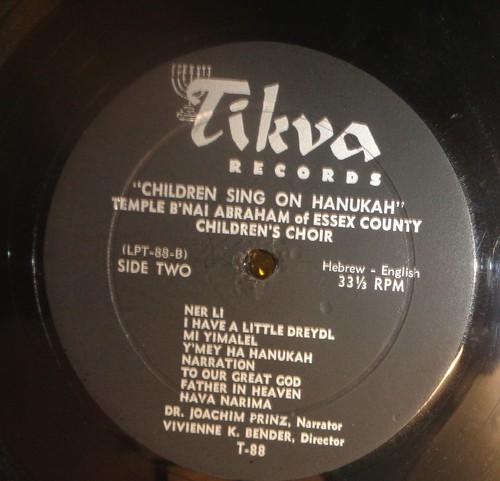 Tikva
RECORDS
"CHILDREN SING ON HANUKAH"
TEMPLE B'NAI ABRAHAM of ESSEX COUNTY
CHILDREN'S CHOIR
(LPT-88-B)
SIDE TWO
Hebrew - English
33⅓ RPM
NER LI
I HAVE A LITTLE DREYDL
MI YIMALEL
Y'MEY HA HANUKAH
NARRATION
TO OUR GREAT GOD
FATHER IN HEAVEN
HAVA NARIMA
DR. JOACHIM PRINZ, Narrator
VIVIENNE K. BENDER, Director
T-88